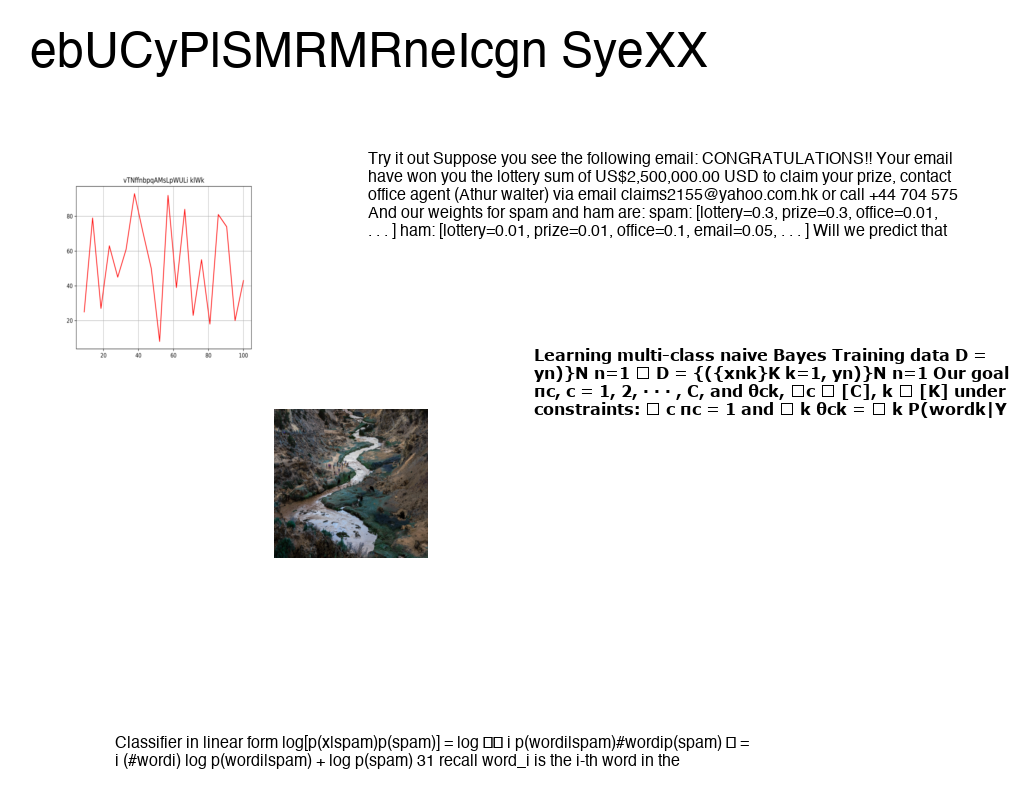 ebUCyPlSMRMRneIcgn SyeXX
Try it out Suppose you see the following email: CONGRATULATIONS!! Your email
have won you the lottery sum of US$2,500,000.00 USD to claim your prize, contact
office agent (Athur walter) via email claims2155@yahoo.com.hk or call +44 704 575
And our weights for spam and ham are: spam: [lottery=0.3, prize=0.3, office=0.01,
. . . ] ham: [lottery=0.01, prize=0.01, office=0.1, email=0.05, . . . ] Will we predict that
vTNffnbpqAMsLpWULi kIWk
80
60
40
20
20 40 60 80 100
Learning multi-class naive Bayes Training data D =
yn)}N n=1 □ D = {({xnk}K k=1, yn)}N n=1 Our goal
πc, c = 1, 2, · · · , C, and θck, □c □ [C], k □ [K] under
constraints: □ c πc = 1 and □ k θck = □ k P(wordk|Y
Classifier in linear form log[p(x|spam)p(spam)] = log □□ i p(wordi|spam)#wordip(spam) □ =
i (#wordi) log p(wordi|spam) + log p(spam) 31 recall word_i is the i-th word in the